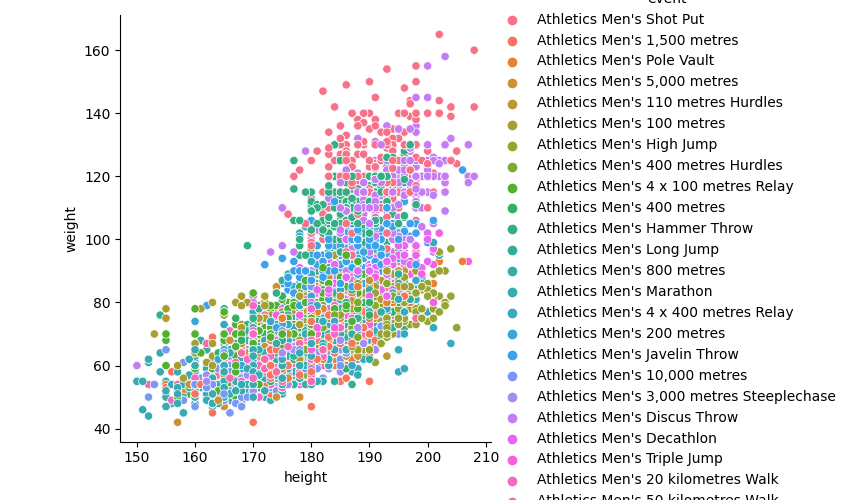 event
Athletics Men's Shot Put
Athletics Men's 1,500 metres
Athletics Men's Pole Vault
Athletics Men's 5,000 metres
Athletics Men's 110 metres Hurdles
Athletics Men's 100 metres
Athletics Men's High Jump
Athletics Men's 400 metres Hurdles
Athletics Men's 4 x 100 metres Relay
Athletics Men's 400 metres
Athletics Men's Hammer Throw
Athletics Men's Long Jump
Athletics Men's 800 metres
Athletics Men's Marathon
Athletics Men's 4 x 400 metres Relay
Athletics Men's 200 metres
Athletics Men's Javelin Throw
Athletics Men's 10,000 metres
Athletics Men's 3,000 metres Steeplechase
Athletics Men's Discus Throw
Athletics Men's Decathlon
Athletics Men's Triple Jump
Athletics Men's 20 kilometres Walk
Athletics Men's 50 kilometres Walk
160
140
120
100
80
60
40
weight
150 160 170 180 190 200 210
height